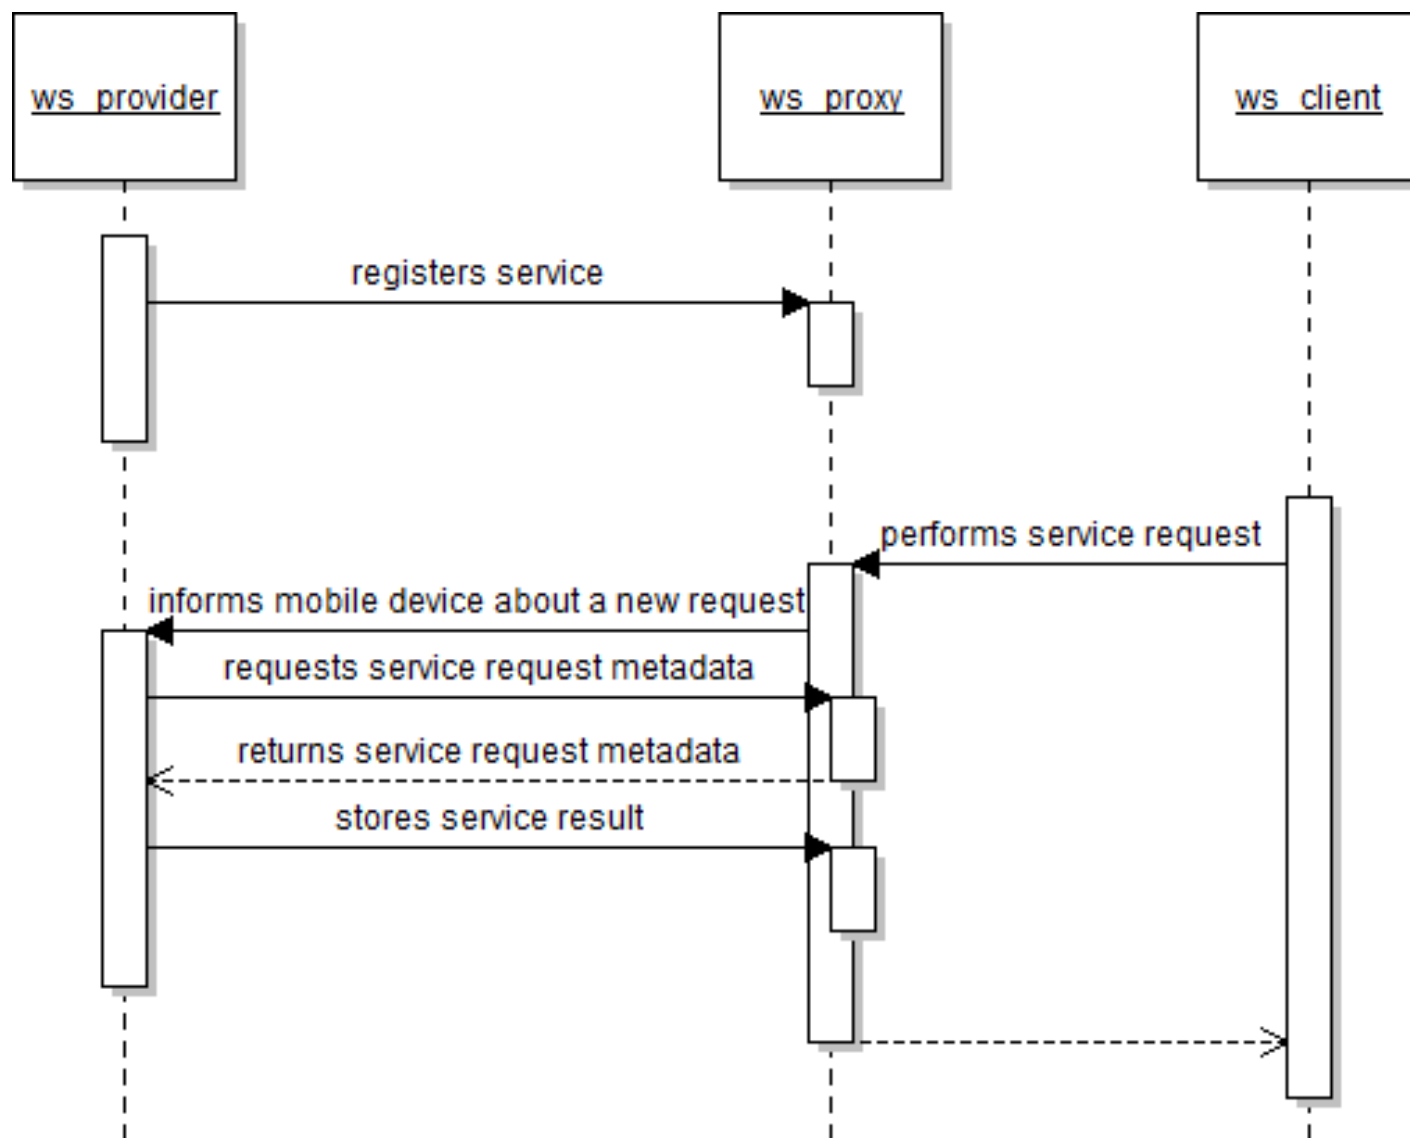 ws_provider
ws_proxy
ws_client
registers service
performs service request
informs mobile device about a new request
requests service request metadata
returns service request metadata
stores service result